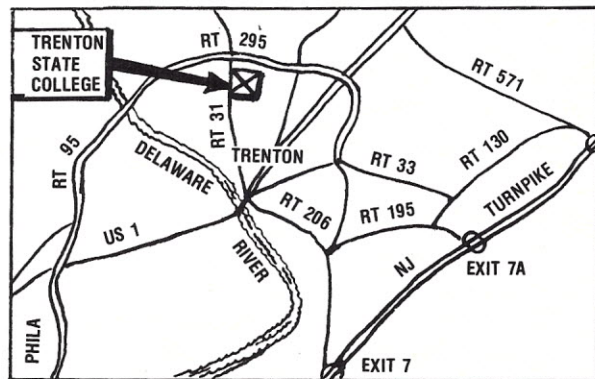 TRENTON
STATE
COLLEGE
RT 295
RT 571
RT 31
RT 95
DELAWARE
RIVER
TRENTON
RT 33
RT 130
TURNPIKE
NJ
RT 206
RT 195
US 1
EXIT 7A
PHILA
EXIT 7